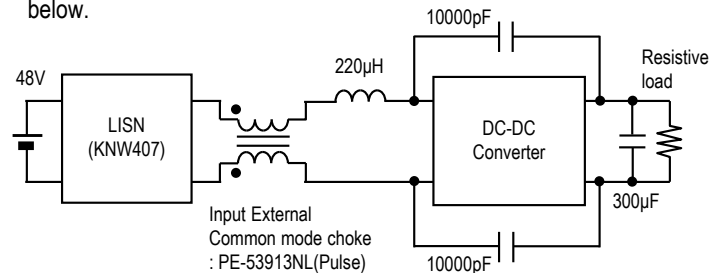 below.
10000pF
Resistive
load
220µH
48V
LISN
(KNW407)
DC-DC
Converter
300µF
Input External
Common mode choke
: PE-53913NL(Pulse)
10000pF